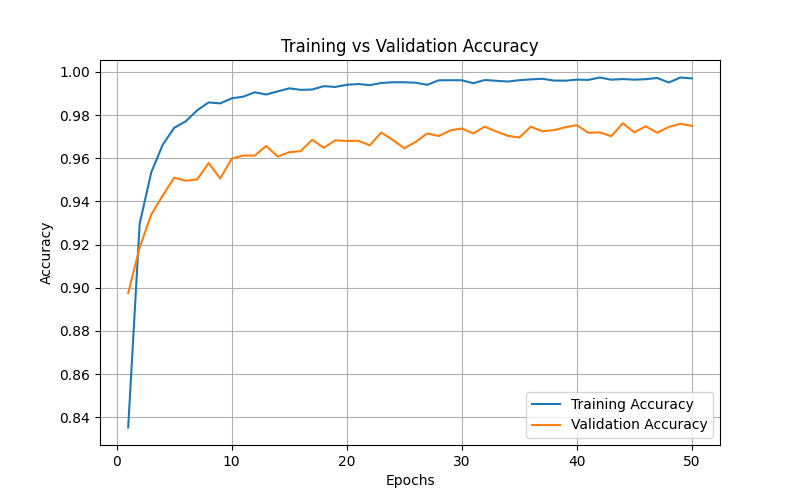 Training vs Validation Accuracy
1.00
0.98
0.96
0.94
0.92
0.90
0.88
0.86
0.84
Accuracy
0 10 20 30 40 50
Epochs
Training Accuracy
Validation Accuracy